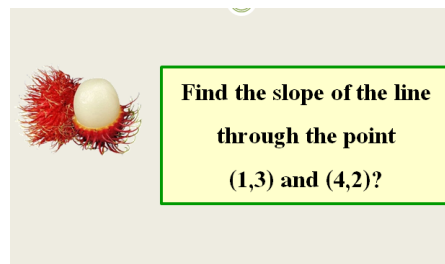 Find the slope of the line
through the point
(1,3) and (4,2)?